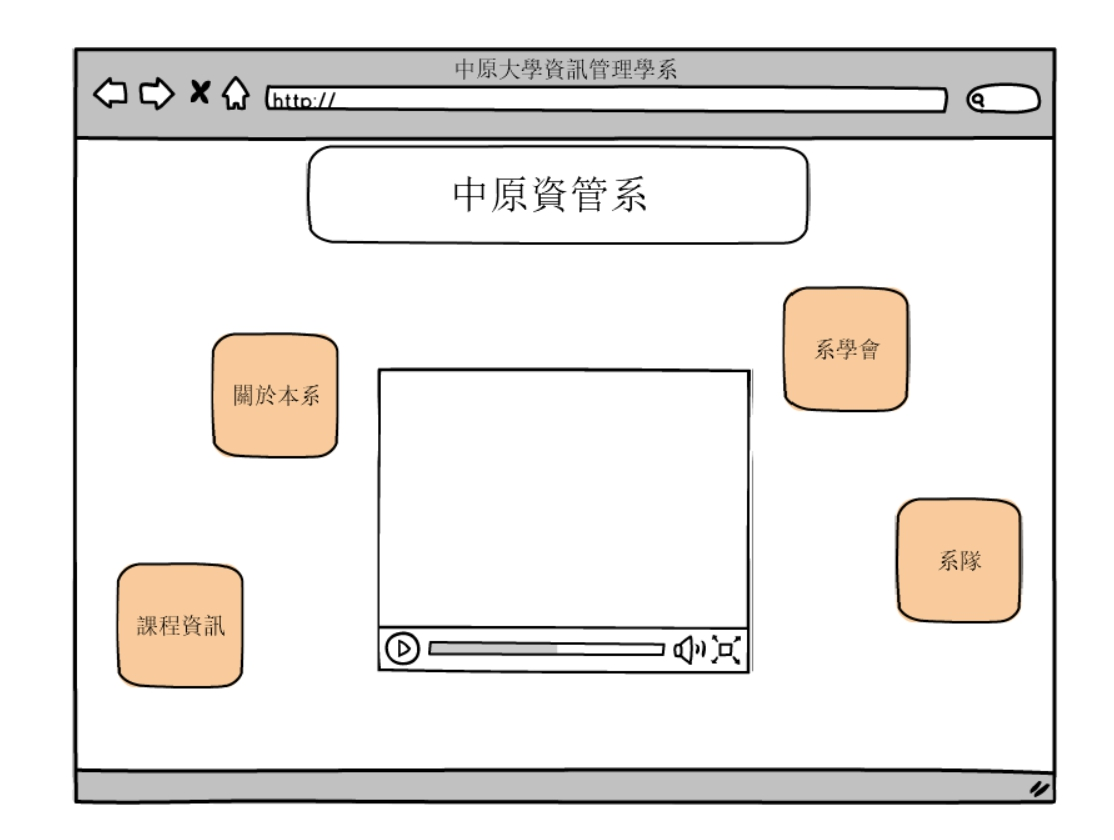 中原大學資訊管理學系
http://
中原資管系
系學會
關於本系
系隊
課程資訊